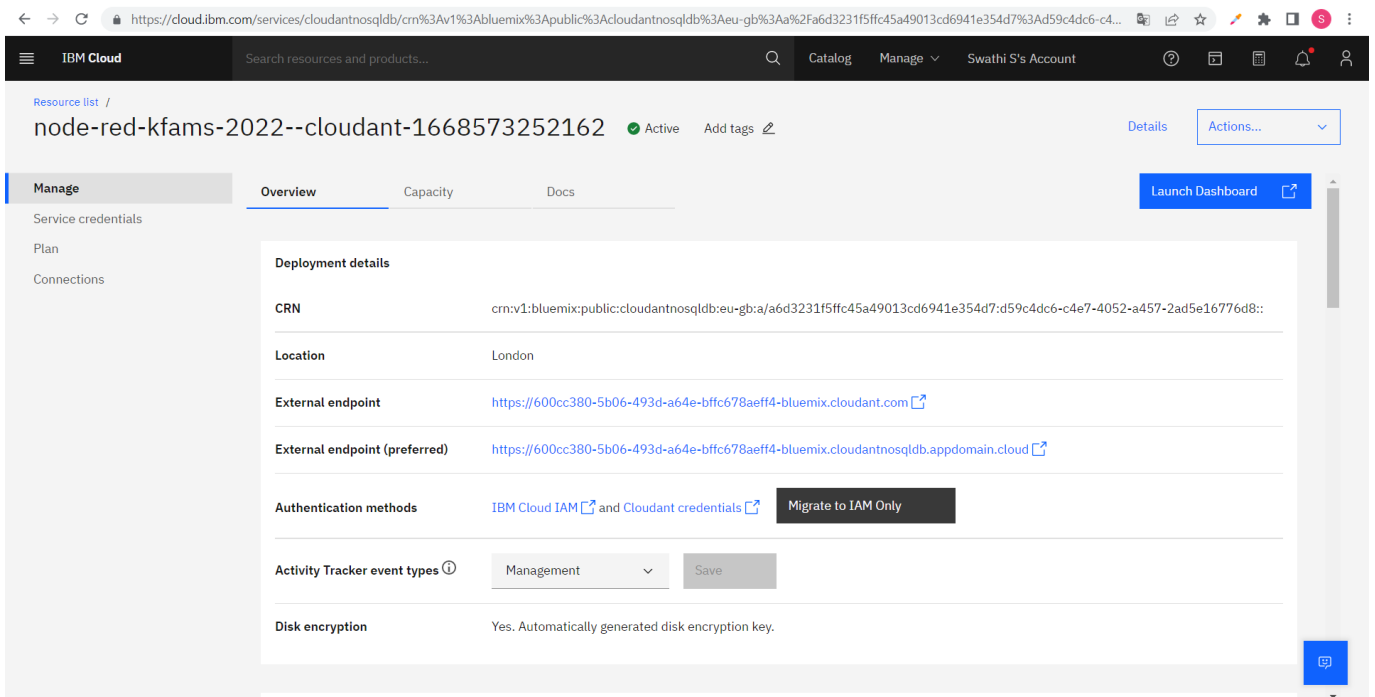 https://cloud.ibm.com/services/cloudantnosqldb/crn%3Av1%3Abluemix%3Apublic%3Acloudantnosqldb%3Aeu-gb%3Aa%2Fa6d3231f5ffc45a49013cd6941e354d7%3Ad59c4dc6-c4...
S
IBM Cloud
Search resources and products...
Catalog
Manage
Swathi S's Account
Resource list /
node-red-kfams-2022--cloudant-1668573252162
Active
Add tags
Details
Actions...
Manage
Service credentials
Plan
Connections
Overview
Capacity
Docs
Launch Dashboard
Deployment details
CRN crn:v1:bluemix:public:cloudantnosqldb:eu-gb:a/a6d3231f5ffc45a49013cd6941e354d7:d59c4dc6-c4e7-4052-a457-2ad5e16776d8::
Location London
External endpoint https://600cc380-5b06-493d-a64e-bffc678aeff4-bluemix.cloudant.com
External endpoint (preferred) https://600cc380-5b06-493d-a64e-bffc678aeff4-bluemix.cloudantnosqldb.appdomain.cloud
Authentication methods IBM Cloud IAM and Cloudant credentials Migrate to IAM Only
Activity Tracker event types Management Save
Disk encryption Yes. Automatically generated disk encryption key.